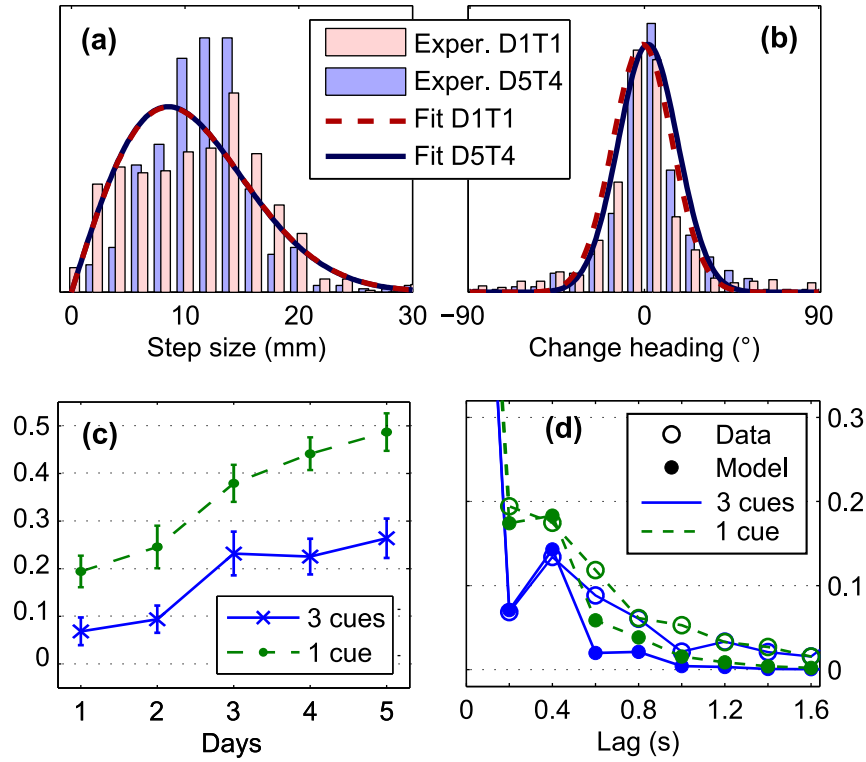 (a)
Exper. D1T1
Exper. D5T4
Fit D1T1
Fit D5T4
(b)
0 10 20 30
Step size (mm)
−90 0 90
Change heading (°)
(c)
0.5
0.4
0.3
0.2
0.1
0
3 cues
1 cue
1 2 3 4 5
Days
(d)
Data
Model
3 cues
1 cue
0.3
0.2
0.1
0
0 0.4 0.8 1.2 1.6
Lag (s)